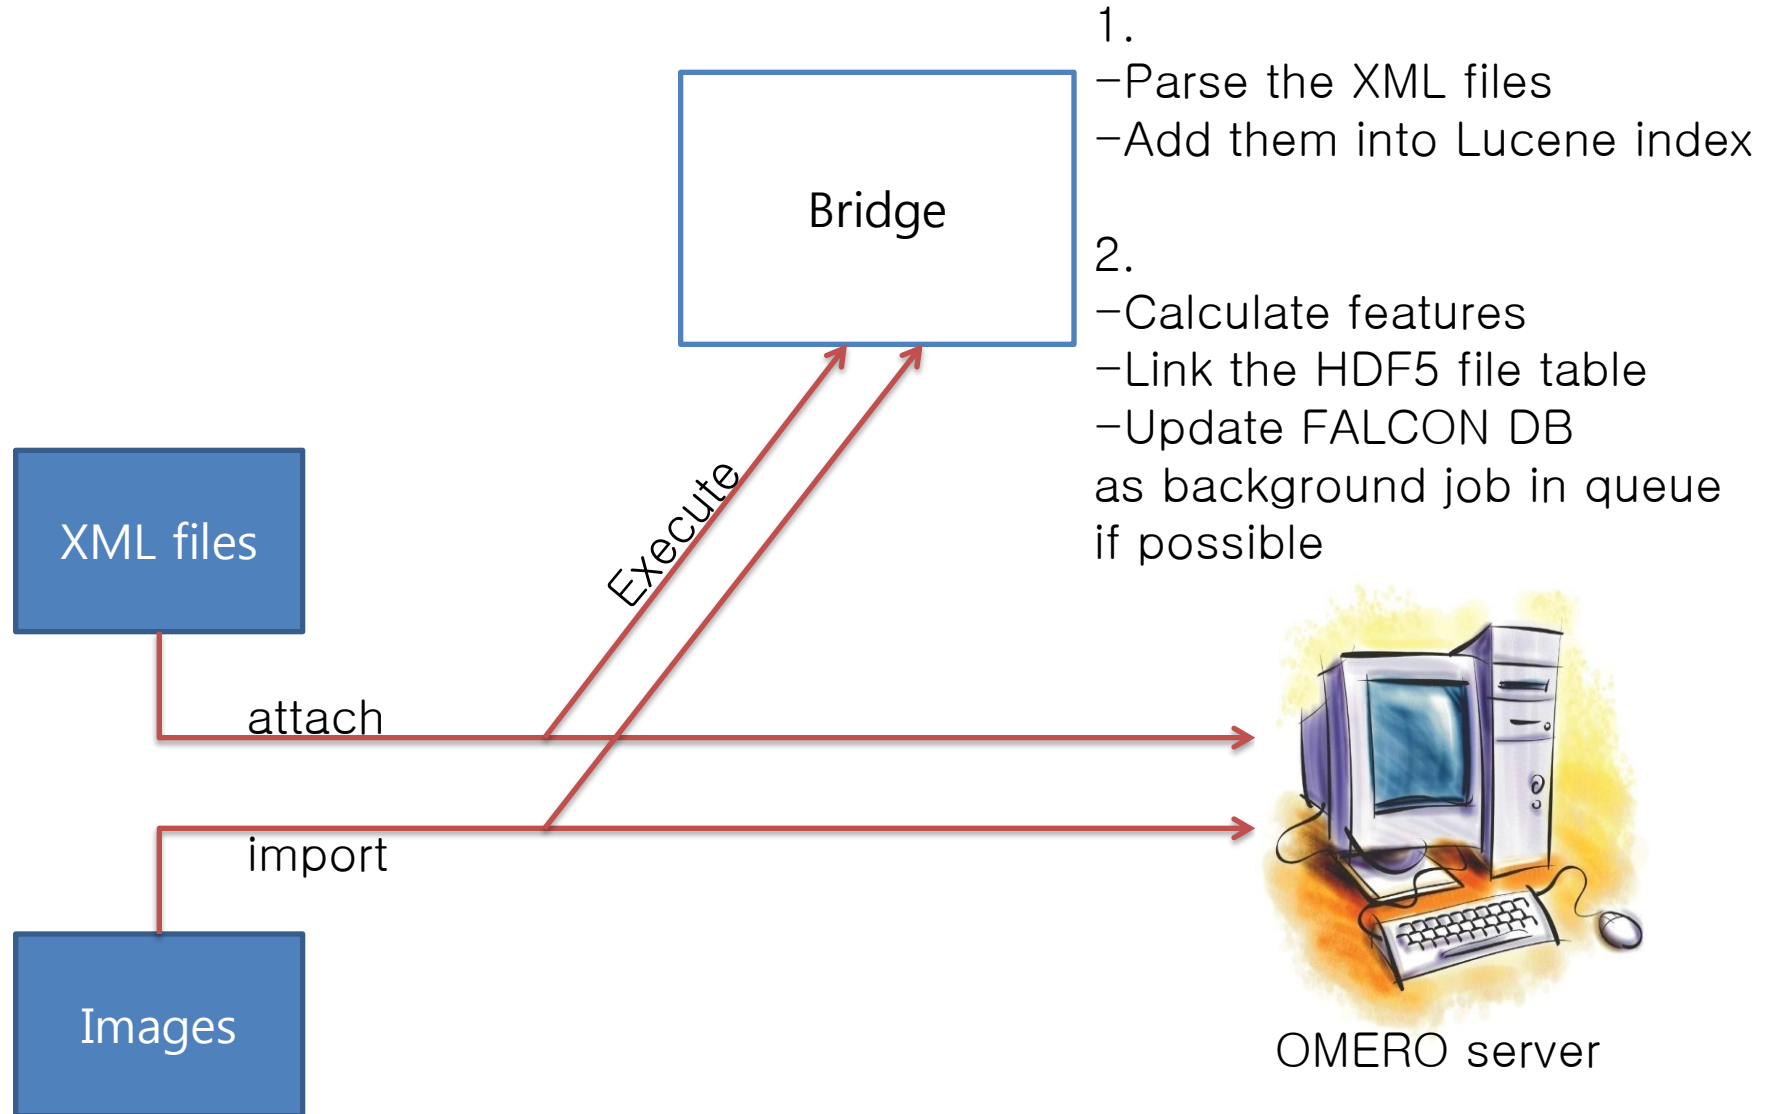 1.
-Parse the XML files
-Add them into Lucene index
Bridge
2.
-Calculate features
-Link the HDF5 file table
-Update FALCON DB
as background job in queue
if possible
Execute
XML files
attach
import
Images
OMERO server